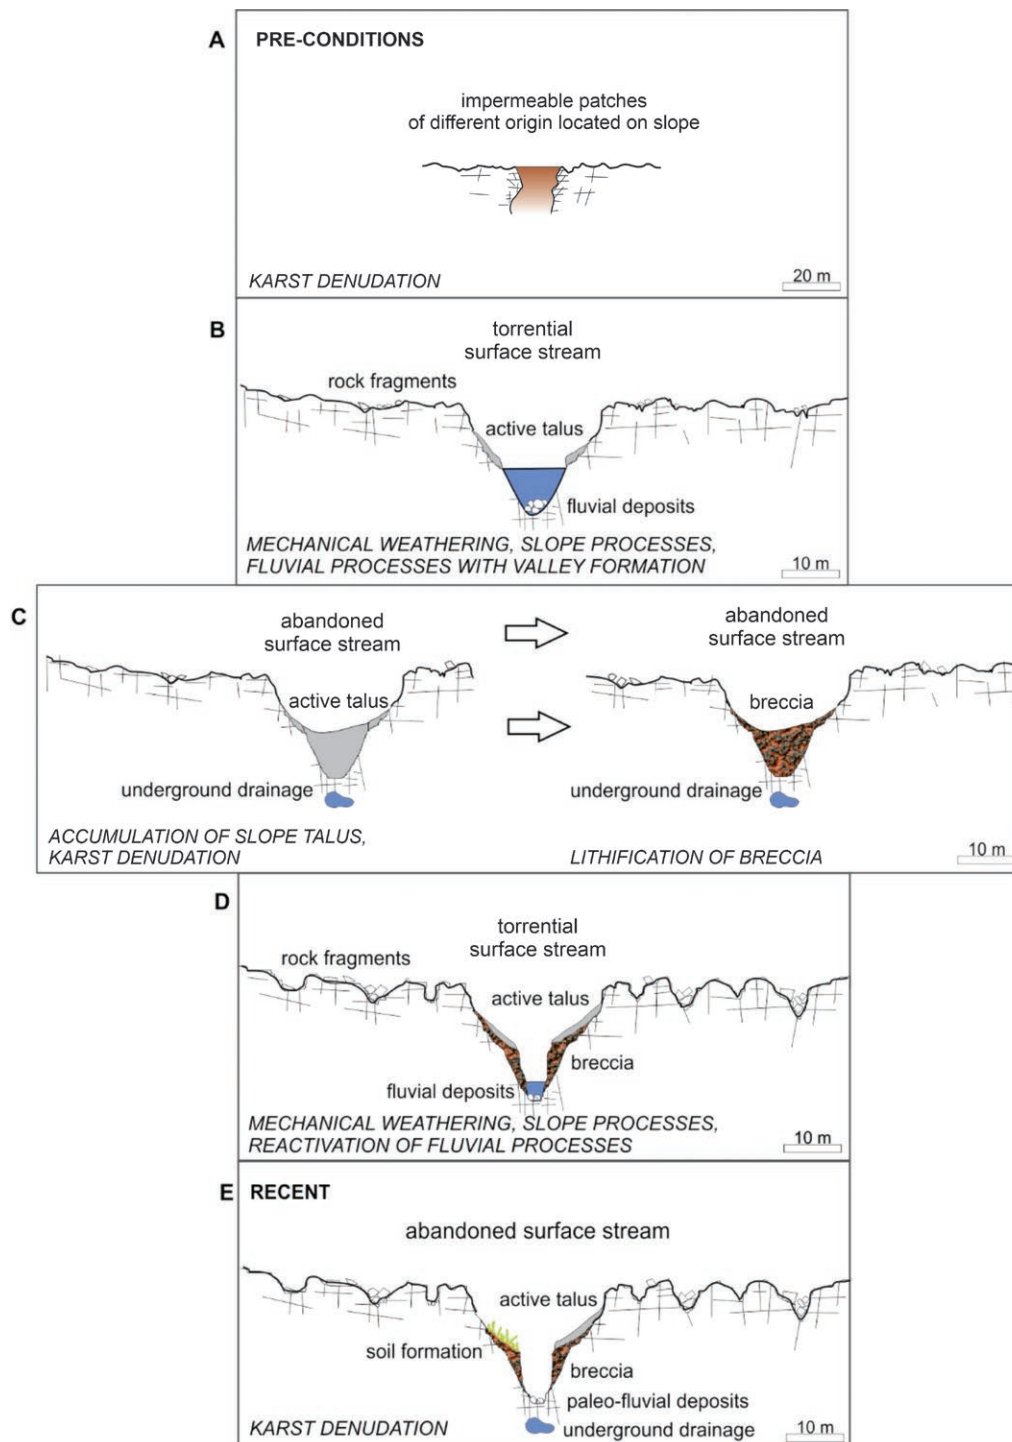 A
PRE-CONDITIONS
impermeable patches
of different origin located on slope
KARST DENUDATION
20 m
B
torrential
surface stream
rock fragments
active talus
fluvial deposits
MECHANICAL WEATHERING, SLOPE PROCESSES,
FLUVIAL PROCESSES WITH VALLEY FORMATION
10 m
C
abandoned
surface stream
active talus
underground drainage
ACCUMULATION OF SLOPE TALUS,
KARST DENUDATION
abandoned
surface stream
breccia
underground drainage
LITHIFICATION OF BRECCIA
10 m
D
torrential
surface stream
rock fragments
active talus
breccia
fluvial deposits
MECHANICAL WEATHERING, SLOPE PROCESSES,
REACTIVATION OF FLUVIAL PROCESSES
10 m
E
RECENT
abandoned surface stream
active talus
soil formation
breccia
paleo-fluvial deposits
underground drainage
KARST DENUDATION
10 m